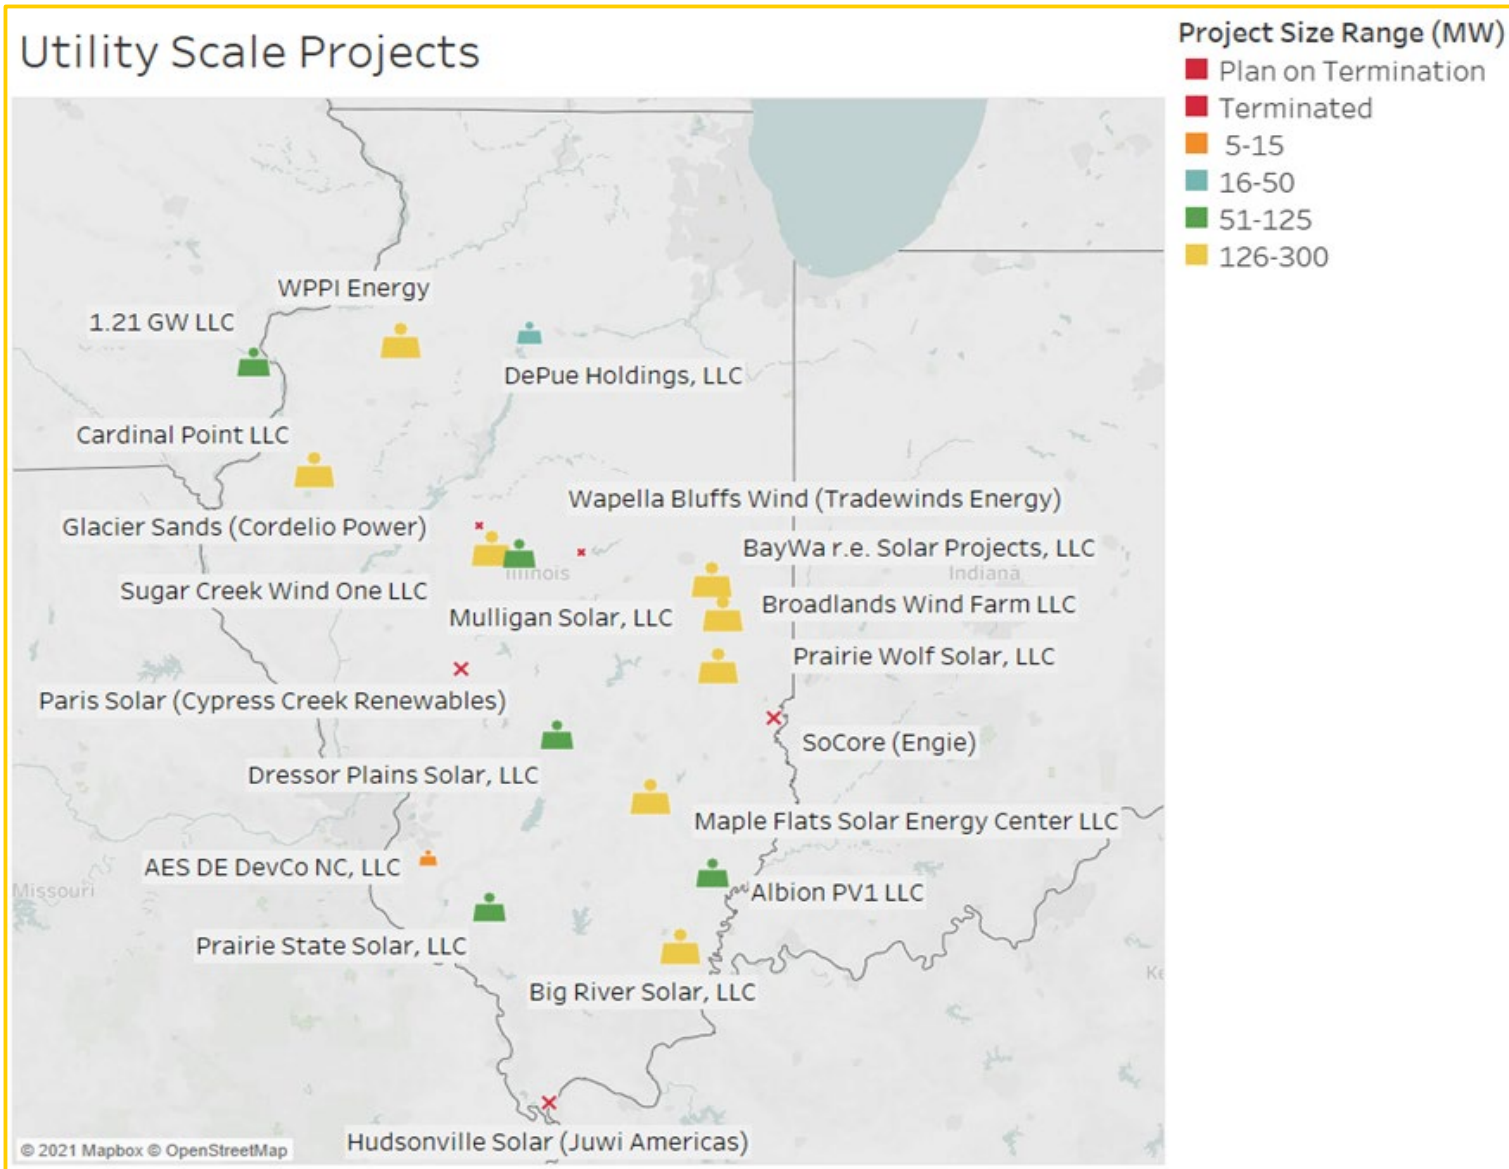 Utility Scale Projects
Project Size Range (MW)
Plan on Termination
Terminated
5-15
16-50
51-125
126-300
WPPI Energy
1.21 GW LLC
DePue Holdings, LLC
Cardinal Point LLC
Wapella Bluffs Wind (Tradewinds Energy)
Glacier Sands (Cordelio Power)
BayWa r.e. Solar Projects, LLC
Illinois
Indiana
Sugar Creek Wind One LLC
Broadlands Wind Farm LLC
Mulligan Solar, LLC
Prairie Wolf Solar, LLC
Paris Solar (Cypress Creek Renewables)
SoCore (Engie)
Dressor Plains Solar, LLC
Maple Flats Solar Energy Center LLC
AES DE DevCo NC, LLC
Missouri
Albion PV1 LLC
Prairie State Solar, LLC
Ke
Big River Solar, LLC
Hudsonville Solar (Juwi Americas)
© 2021 Mapbox © OpenStreetMap